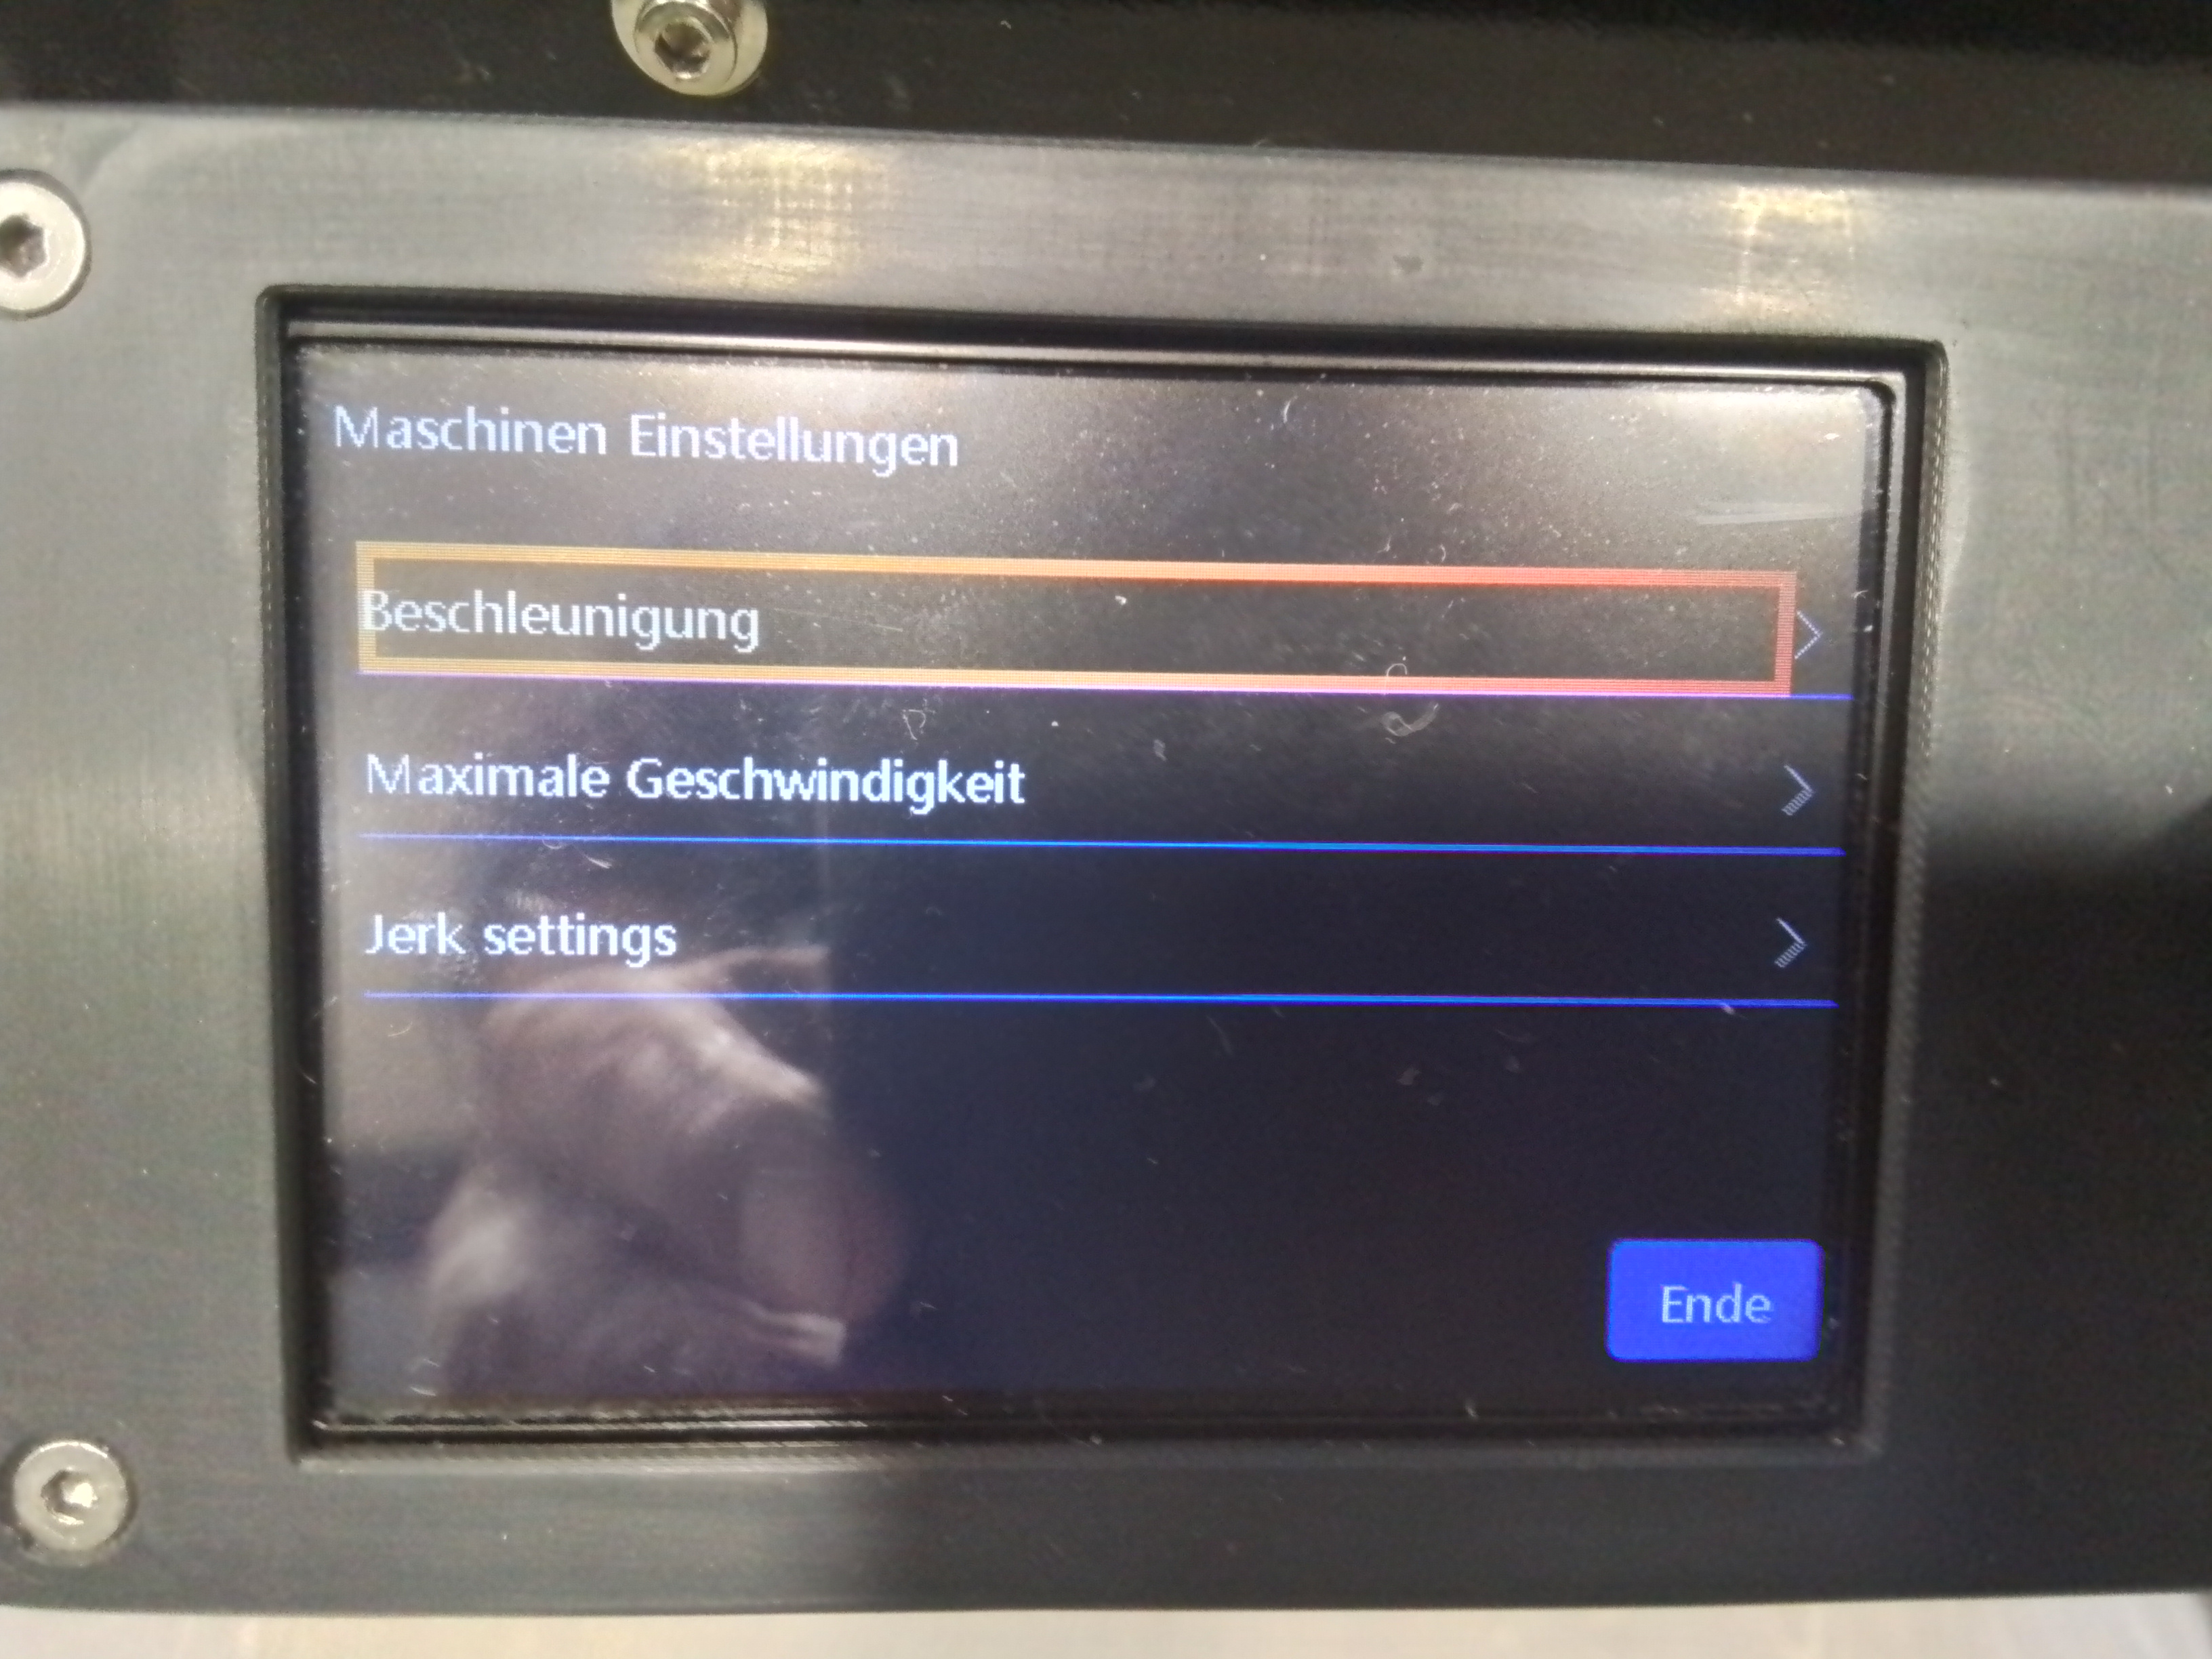 Maschinen Einstellungen
Beschleunigung
Maximale Geschwindigkeit
Jerk settings
Ende